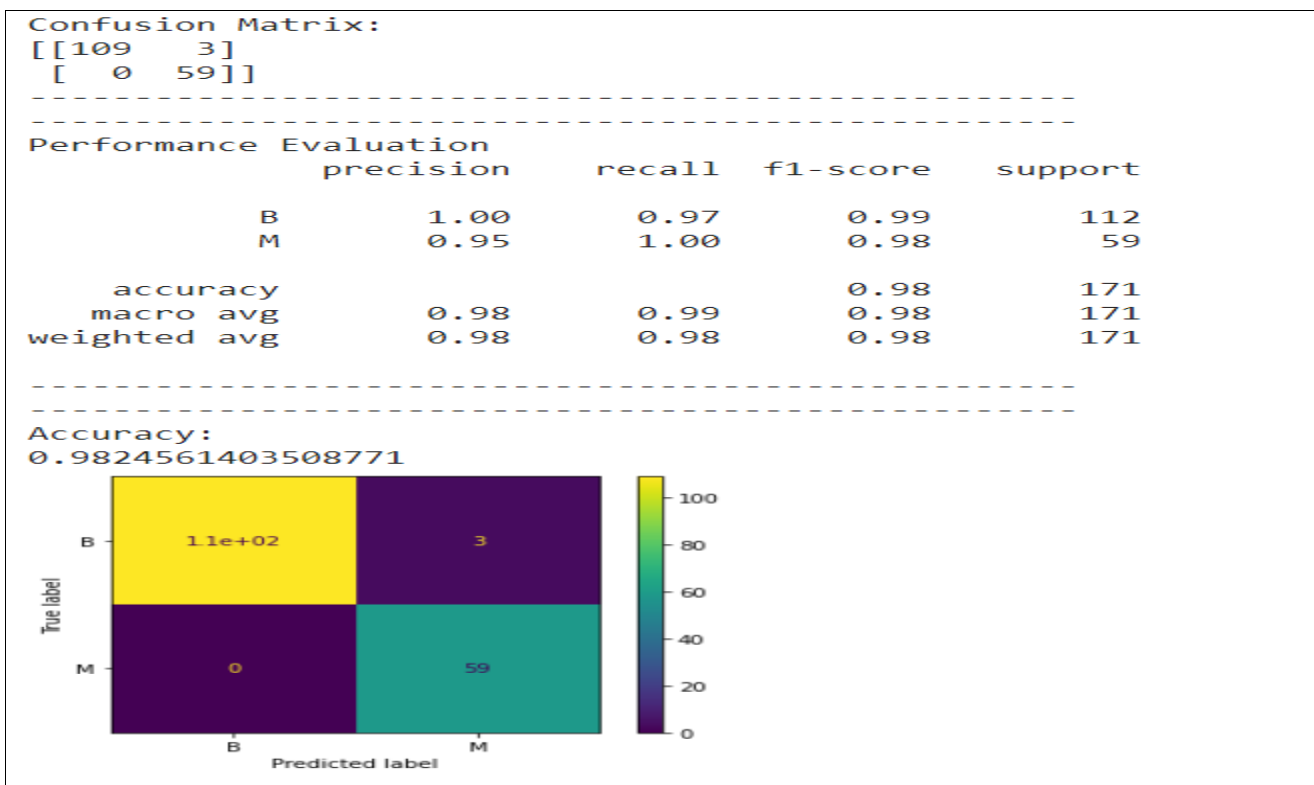 Confusion Matrix:
[[109 3]
[ 0 59]]
--------------------------------------------------
--------------------------------------------------
Performance Evaluation
precision recall f1-score support
B 1.00 0.97 0.99 112
M 0.95 1.00 0.98 59
accuracy 0.98 171
macro avg 0.98 0.99 0.98 171
weighted avg 0.98 0.98 0.98 171
--------------------------------------------------
--------------------------------------------------
Accuracy:
0.9824561403508771
100
B 1.1e+02 3
80
60
True label
40
M 0 59
20
0
B M
Predicted label